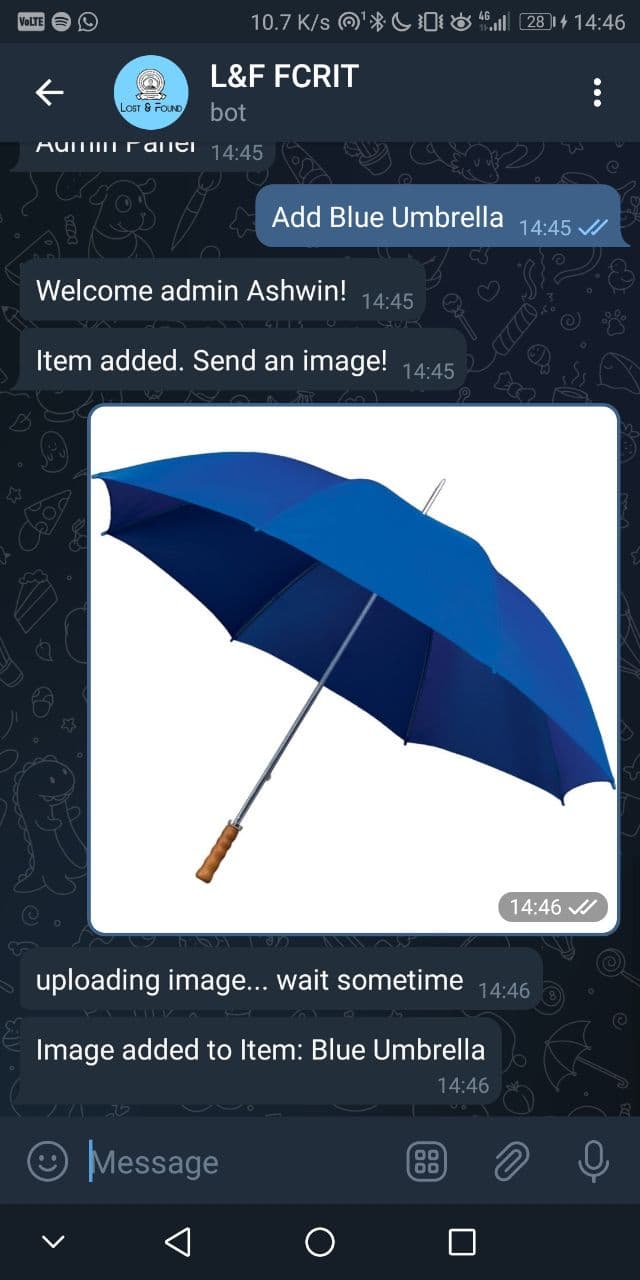 VoLTE 10.7 K/s 1 4G 28 14:46
L&F FCRIT
LOST & FOUND
bot
Admin Panel 14:45
Add Blue Umbrella 14:45
Welcome admin Ashwin! 14:45
Item added. Send an image! 14:45
14:46
uploading image... wait sometime 14:46
Image added to Item: Blue Umbrella
14:46
Message